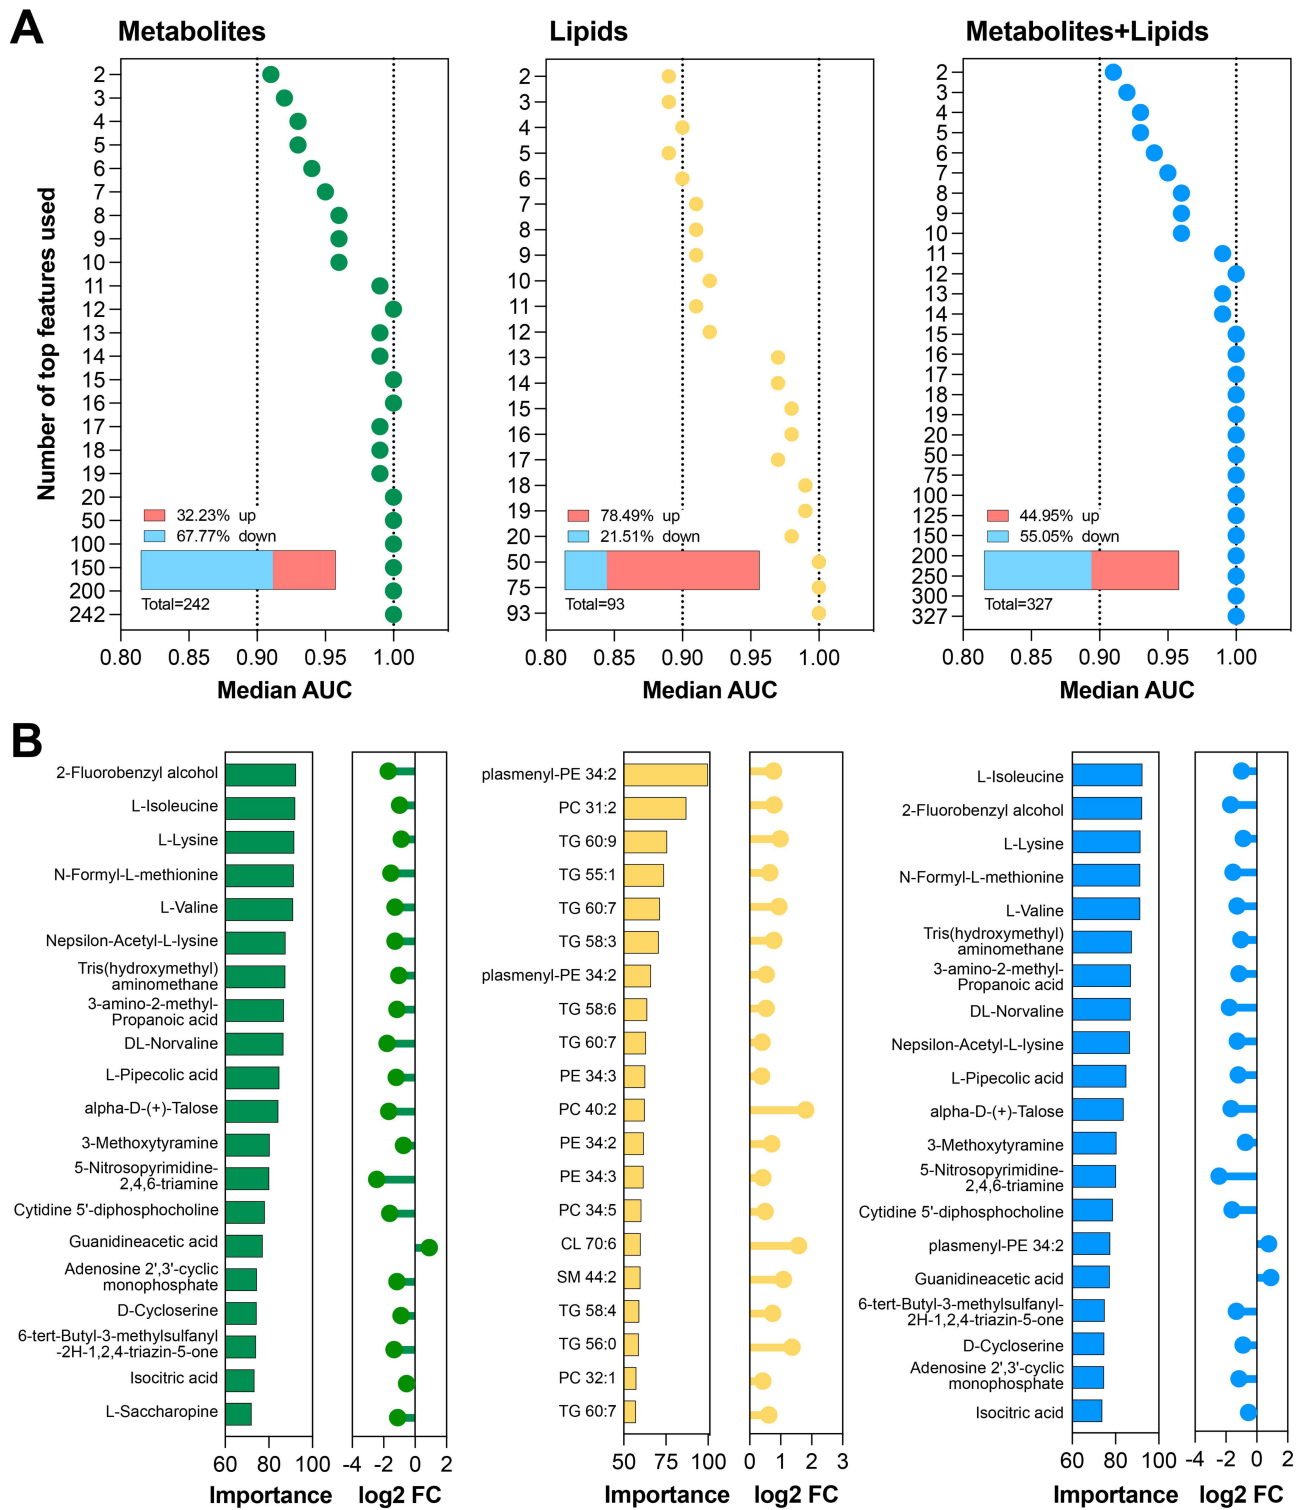 A
Metabolites
Lipids
Metabolites+Lipids
Number of top features used
2
3
4
5
6
7
8
9
10
11
12
13
14
15
16
17
18
19
20
50
100
150
200
242
32.23% up
67.77% down
Total=242
0.80 0.85 0.90 0.95 1.00
Median AUC
2
3
4
5
6
7
8
9
10
11
12
13
14
15
16
17
18
19
20
50
75
93
78.49% up
21.51% down
Total=93
0.80 0.85 0.90 0.95 1.00
Median AUC
2
3
4
5
6
7
8
9
10
11
12
13
14
15
16
17
18
19
20
50
75
100
125
150
200
250
300
327
44.95% up
55.05% down
Total=327
0.80 0.85 0.90 0.95 1.00
Median AUC
B
2-Fluorobenzyl alcohol
L-Isoleucine
L-Lysine
N-Formyl-L-methionine
L-Valine
Nepsilon-Acetyl-L-lysine
Tris(hydroxymethyl)
aminomethane
3-amino-2-methyl-
Propanoic acid
DL-Norvaline
L-Pipecolic acid
alpha-D-(+)-Talose
3-Methoxytyramine
5-Nitrosopyrimidine-
2,4,6-triamine
Cytidine 5'-diphosphocholine
Guanidineacetic acid
Adenosine 2',3'-cyclic
monophosphate
D-Cycloserine
6-tert-Butyl-3-methylsulfanyl
-2H-1,2,4-triazin-5-one
Isocitric acid
L-Saccharopine
60 80 100
Importance
-4 -2 0 2
log2 FC
plasmenyl-PE 34:2
PC 31:2
TG 60:9
TG 55:1
TG 60:7
TG 58:3
plasmenyl-PE 34:2
TG 58:6
TG 60:7
PE 34:3
PC 40:2
PE 34:2
PE 34:3
PC 34:5
CL 70:6
SM 44:2
TG 58:4
TG 56:0
PC 32:1
TG 60:7
50 75 100
Importance
0 1 2 3
log2 FC
L-Isoleucine
2-Fluorobenzyl alcohol
L-Lysine
N-Formyl-L-methionine
L-Valine
Tris(hydroxymethyl)
aminomethane
3-amino-2-methyl-
Propanoic acid
DL-Norvaline
Nepsilon-Acetyl-L-lysine
L-Pipecolic acid
alpha-D-(+)-Talose
3-Methoxytyramine
5-Nitrosopyrimidine-
2,4,6-triamine
Cytidine 5'-diphosphocholine
plasmenyl-PE 34:2
Guanidineacetic acid
6-tert-Butyl-3-methylsulfanyl-
2H-1,2,4-triazin-5-one
D-Cycloserine
Adenosine 2',3'-cyclic
monophosphate
Isocitric acid
60 80 100
Importance
-4 -2 0 2
log2 FC